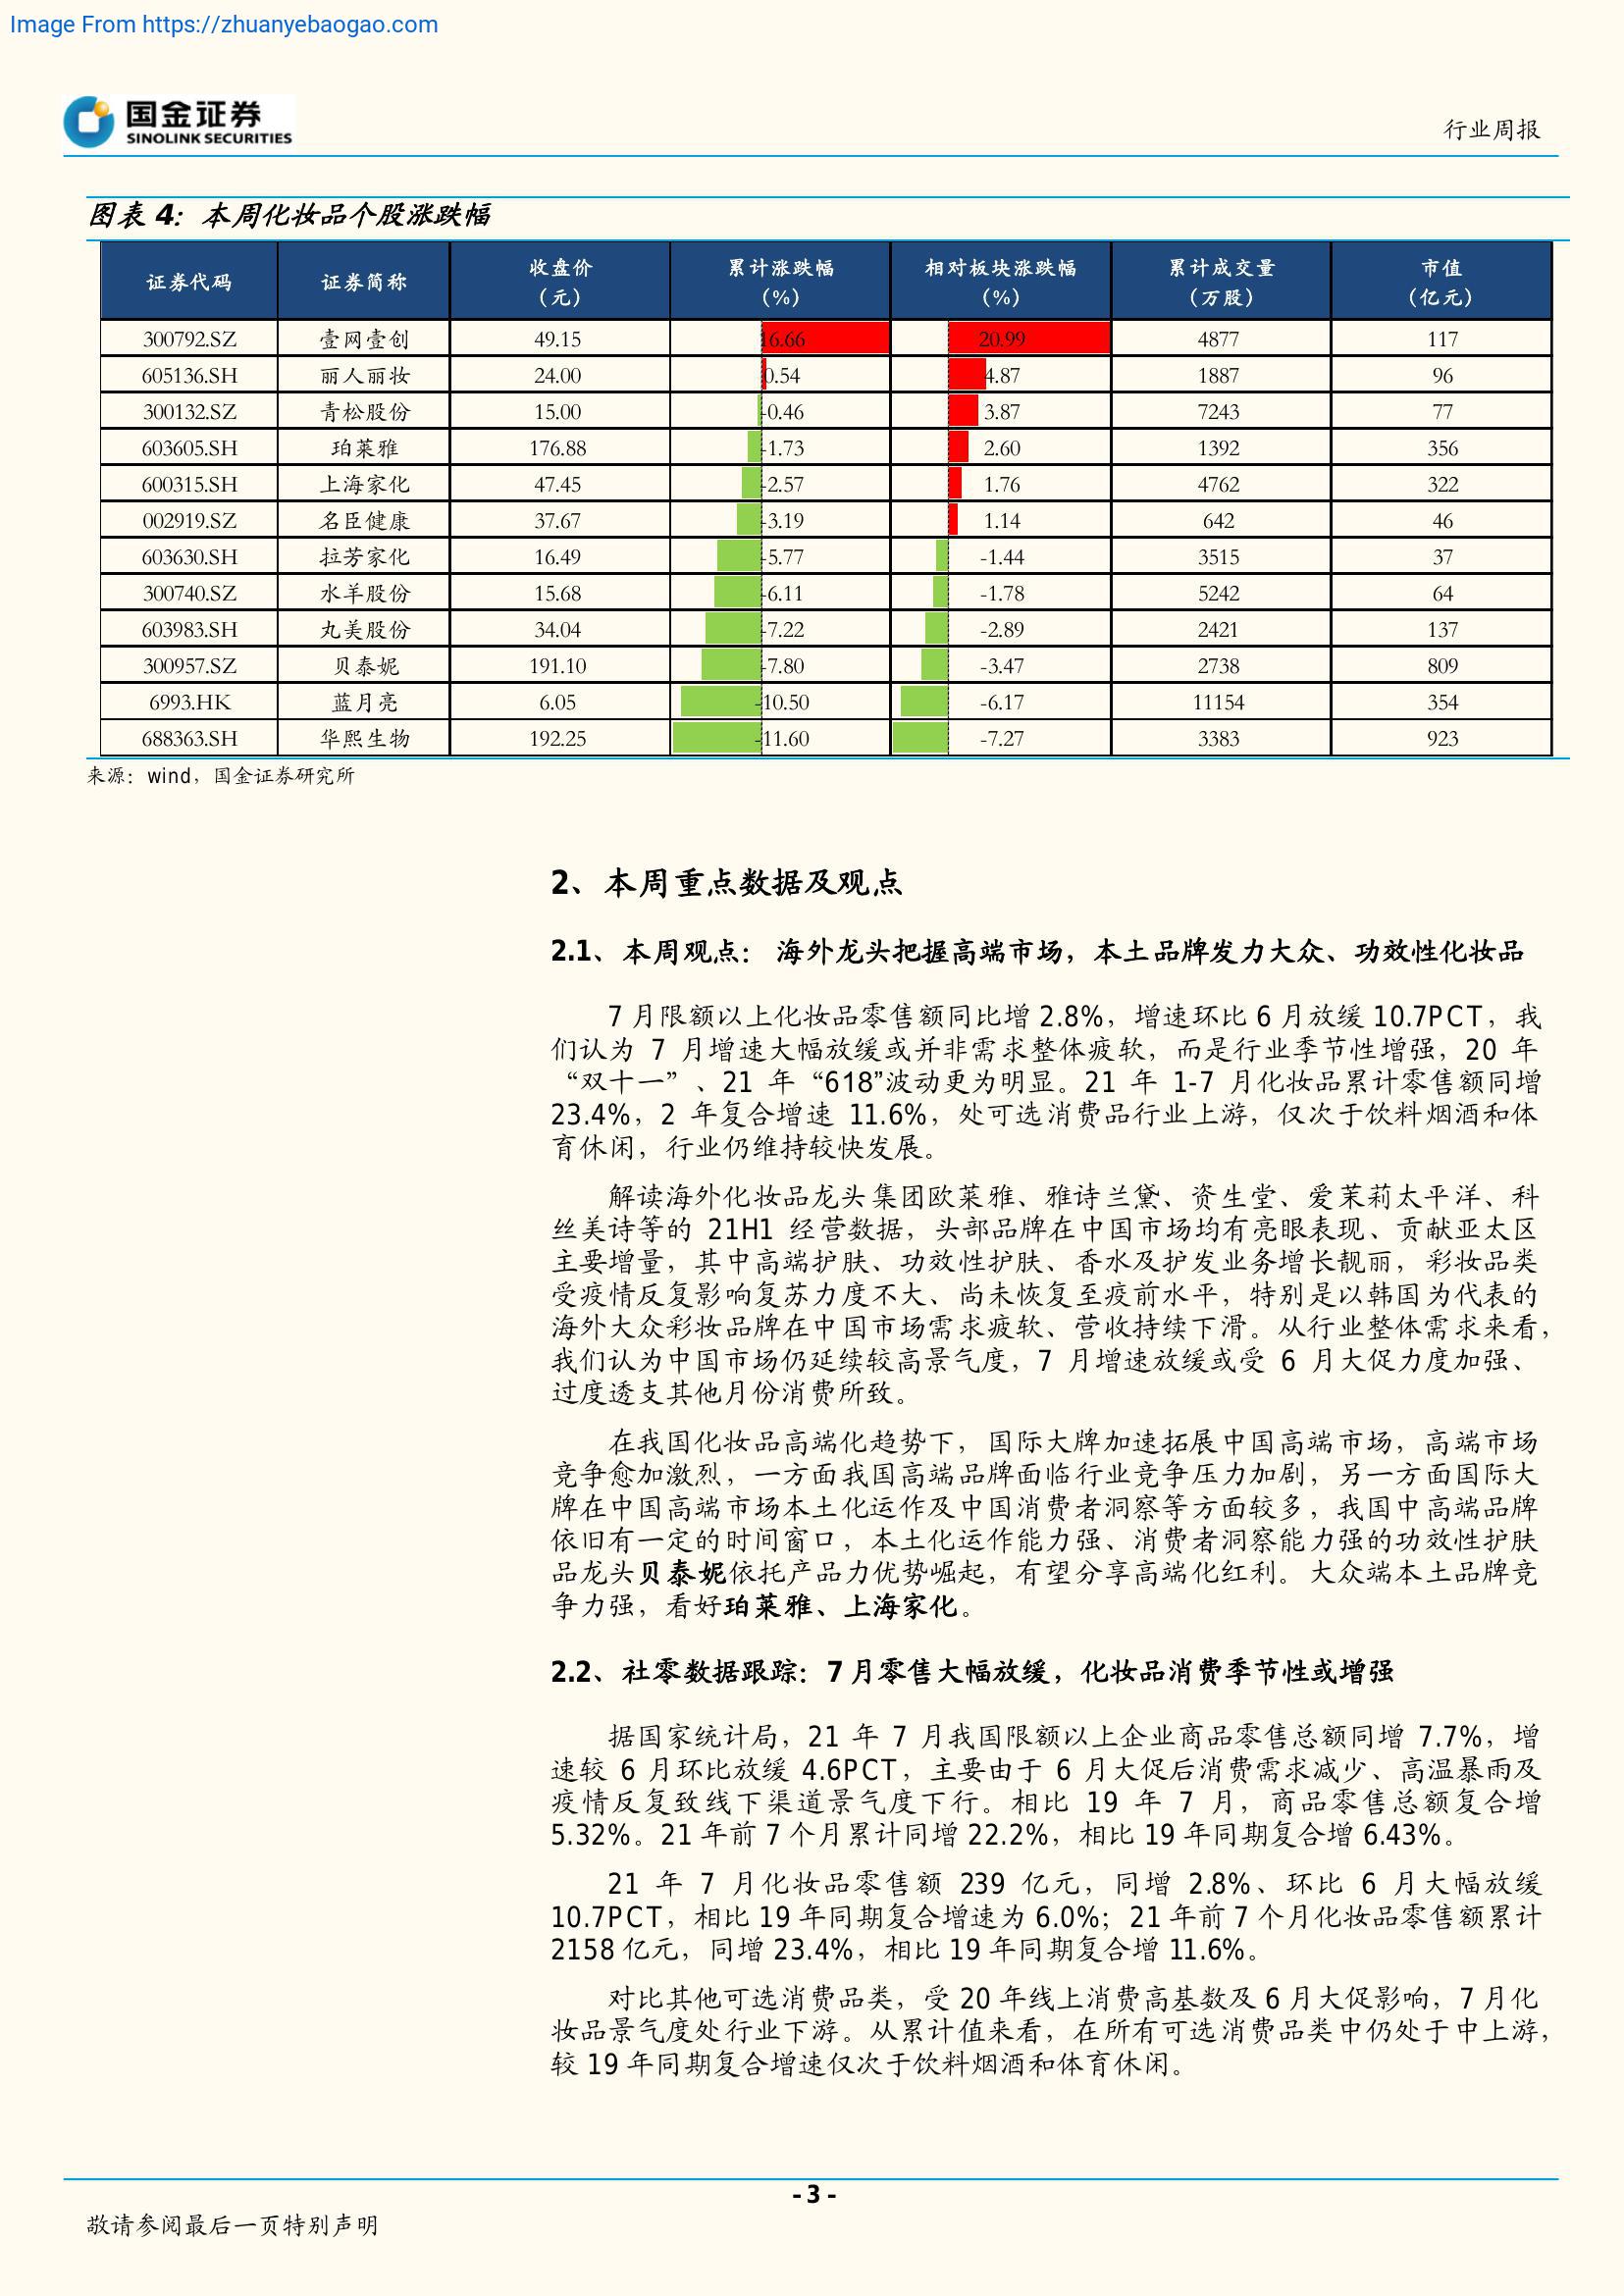 Image From https://zhuanyebaogao.com
国金证券
SINOLINK SECURITIES
行业周报
图表 4：本周化妆品个股涨跌幅
证券代码 证券简称 收盘价（元） 累计涨跌幅（%） 相对板块涨跌幅（%） 累计成交量（万股） 市值（亿元）
300792.SZ 壹网壹创 49.15 16.66 20.99 4877 117
605136.SH 丽人丽妆 24.00 0.54 4.87 1887 96
300132.SZ 青松股份 15.00 -0.46 3.87 7243 77
603605.SH 珀莱雅 176.88 -1.73 2.60 1392 356
600315.SH 上海家化 47.45 -2.57 1.76 4762 322
002919.SZ 名臣健康 37.67 -3.19 1.14 642 46
603630.SH 拉芳家化 16.49 -5.77 -1.44 3515 37
300740.SZ 水羊股份 15.68 -6.11 -1.78 5242 64
603983.SH 丸美股份 34.04 -7.22 -2.89 2421 137
300957.SZ 贝泰妮 191.10 -7.80 -3.47 2738 809
6993.HK 蓝月亮 6.05 -10.50 -6.17 11154 354
688363.SH 华熙生物 192.25 -11.60 -7.27 3383 923
来源：wind，国金证券研究所
2、本周重点数据及观点
2.1、本周观点： 海外龙头把握高端市场，本土品牌发力大众、功效性化妆品
7 月限额以上化妆品零售额同比增 2.8%，增速环比 6 月放缓 10.7PCT，我
们认为 7 月增速大幅放缓或并非需求整体疲软，而是行业季节性增强，20 年
“双十一”、21 年“618”波动更为明显。21 年 1-7 月化妆品累计零售额同增
23.4%，2 年复合增速 11.6%，处可选消费品行业上游，仅次于饮料烟酒和体
育休闲，行业仍维持较快发展。
解读海外化妆品龙头集团欧莱雅、雅诗兰黛、资生堂、爱茉莉太平洋、科
丝美诗等的 21H1 经营数据，头部品牌在中国市场均有亮眼表现、贡献亚太区
主要增量，其中高端护肤、功效性护肤、香水及护发业务增长靓丽，彩妆品类
受疫情反复影响复苏力度不大、尚未恢复至疫前水平，特别是以韩国为代表的
海外大众彩妆品牌在中国市场需求疲软、营收持续下滑。从行业整体需求来看，
我们认为中国市场仍延续较高景气度，7 月增速放缓或受 6 月大促力度加强、
过度透支其他月份消费所致。
在我国化妆品高端化趋势下，国际大牌加速拓展中国高端市场，高端市场
竞争愈加激烈，一方面我国高端品牌面临行业竞争压力加剧，另一方面国际大
牌在中国高端市场本土化运作及中国消费者洞察等方面较多，我国中高端品牌
依旧有一定的时间窗口，本土化运作能力强、消费者洞察能力强的功效性护肤
品龙头贝泰妮依托产品力优势崛起，有望分享高端化红利。大众端本土品牌竞
争力强，看好珀莱雅、上海家化。
2.2、社零数据跟踪：7 月零售大幅放缓，化妆品消费季节性或增强
据国家统计局，21 年 7 月我国限额以上企业商品零售总额同增 7.7%，增
速较 6 月环比放缓 4.6PCT，主要由于 6 月大促后消费需求减少、高温暴雨及
疫情反复致线下渠道景气度下行。相比 19 年 7 月，商品零售总额复合增
5.32%。21 年前 7 个月累计同增 22.2%，相比 19 年同期复合增 6.43%。
21 年 7 月化妆品零售额 239 亿元，同增 2.8%、环比 6 月大幅放缓
10.7PCT，相比 19 年同期复合增速为 6.0%；21 年前 7 个月化妆品零售额累计
2158 亿元，同增 23.4%，相比 19 年同期复合增 11.6%。
对比其他可选消费品类，受 20 年线上消费高基数及 6 月大促影响，7 月化
妆品景气度处行业下游。从累计值来看，在所有可选消费品类中仍处于中上游，
较 19 年同期复合增速仅次于饮料烟酒和体育休闲。
- 3 -
敬请参阅最后一页特别声明